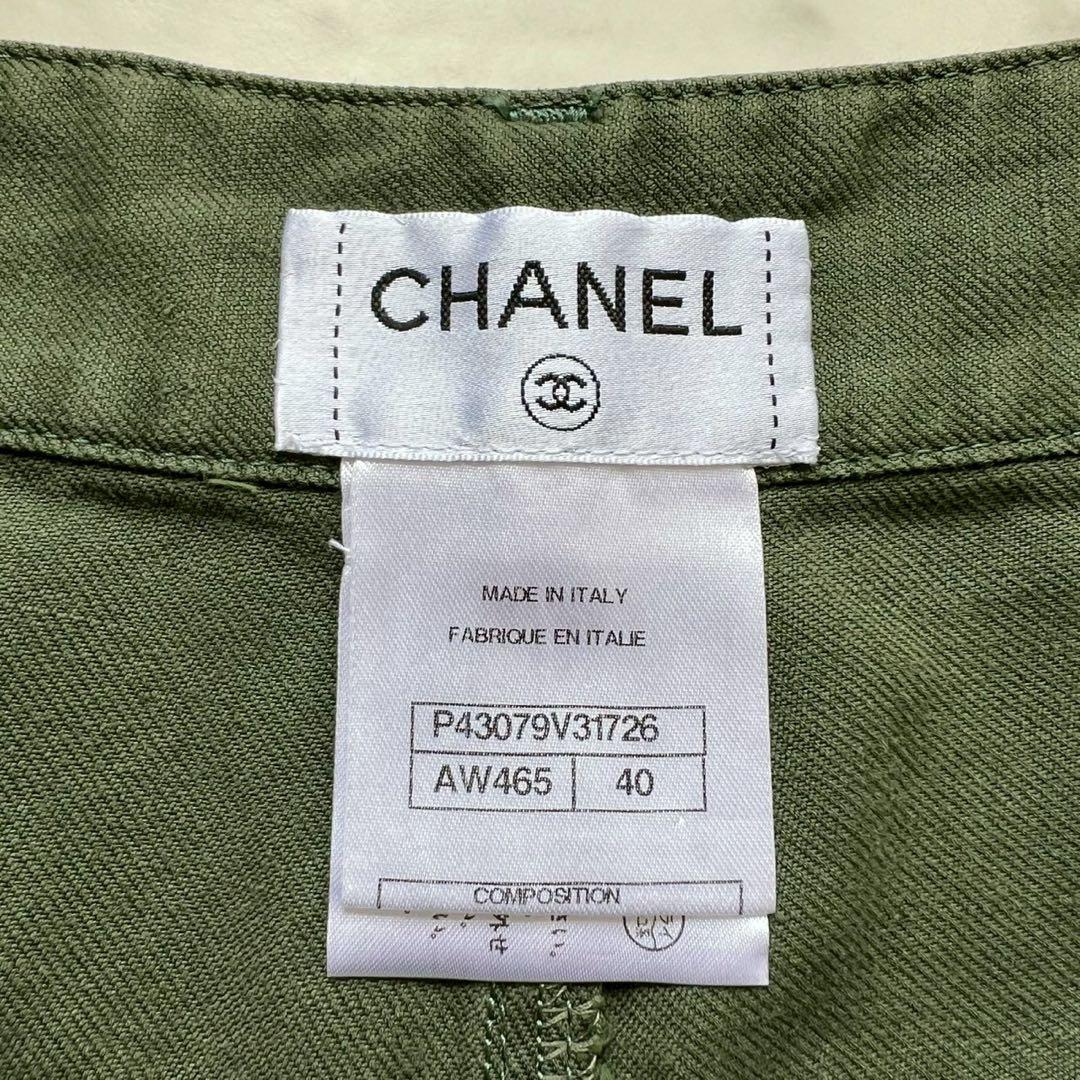 CHANEL
MADE IN ITALY
FABRIQUE EN ITALIE
P43079V31726
AW465 40
COMPOSITION